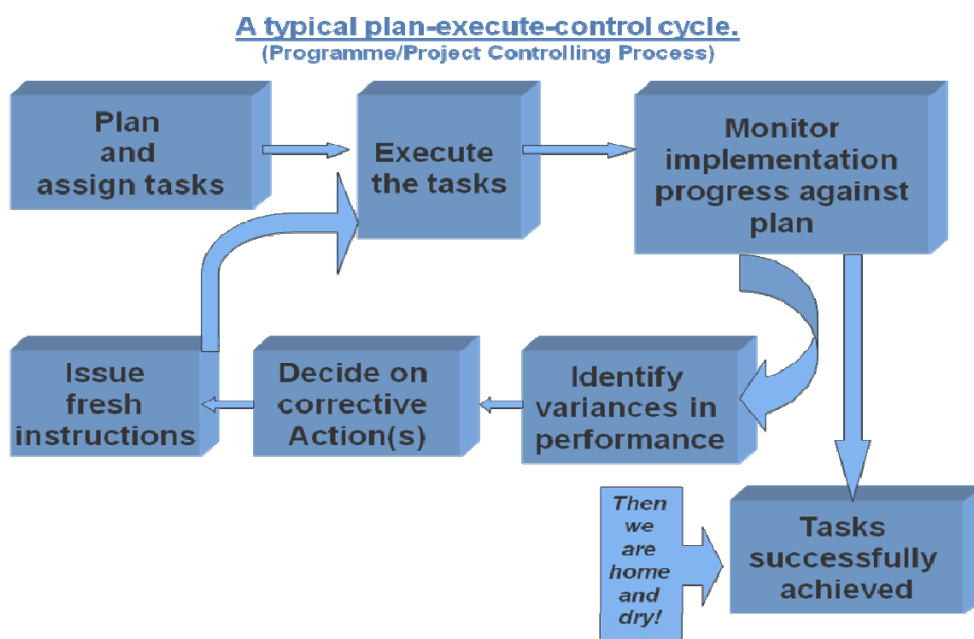 A typical plan-execute-control cycle.
(Programme/Project Controlling Process)
Plan
and
assign tasks
Execute
the tasks
Monitor
implementation
progress against
plan
Issue
fresh
instructions
Decide on
corrective
Action(s)
Identify
variances in
performance
Then
we
are
home
and
dry!
Tasks
successfully
achieved